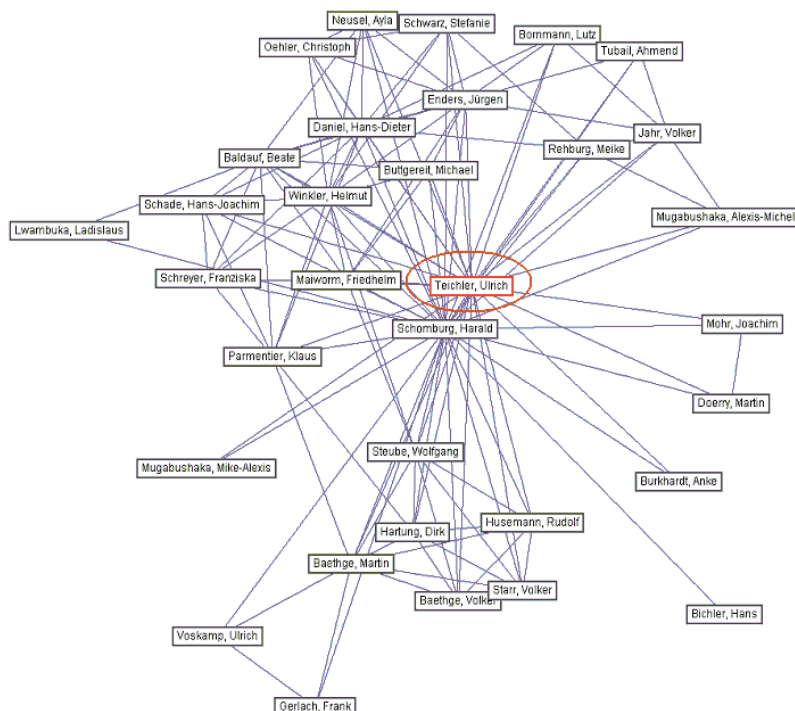 Neusel, Ayla
Schwarz, Stefanie
Bornmann, Lutz
Oehler, Christoph
Tubail, Ahmend
Enders, Jürgen
Daniel, Hans-Dieter
Jahr, Volker
Rehburg, Meike
Baldauf, Beate
Buttgereit, Michael
Winkler, Helmut
Schade, Hans-Joachim
Mugabushaka, Alexis-Michel
Lwambuka, Ladislaus
Schreyer, Franziska
Maiworm, Friedhelm
Teichler, Ulrich
Schomburg, Harald
Mohr, Joachim
Parmentier, Klaus
Doerry, Martin
Steube, Wolfgang
Mugabushaka, Mike-Alexis
Burkhardt, Anke
Husemann, Rudolf
Hartung, Dirk
Baethge, Martin
Starr, Volker
Baethge, Volker
Bichler, Hans
Voskamp, Ulrich
Gerlach, Frank